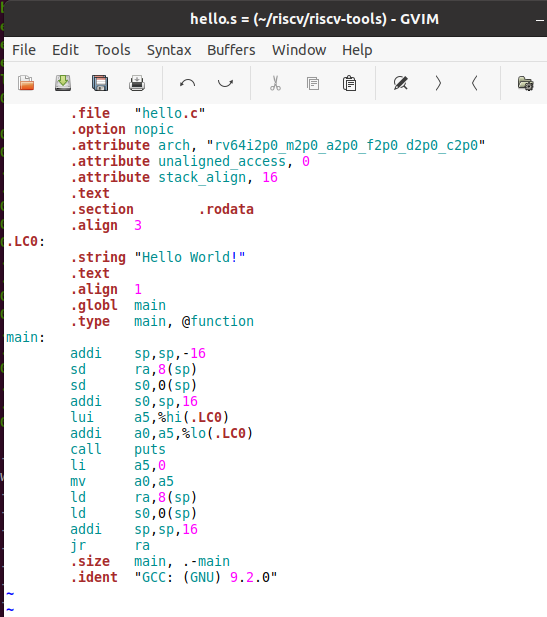 hello.s = (~/riscv/riscv-tools) - GVIM
File Edit Tools Syntax Buffers Window Help
.file "hello.c"
.option nopic
.attribute arch, "rv64i2p0_m2p0_a2p0_f2p0_d2p0_c2p0"
.attribute unaligned_access, 0
.attribute stack_align, 16
.text
.section .rodata
.align 3
.LC0:
.string "Hello World!"
.text
.align 1
.globl main
.type main, @function
main:
addi sp,sp,-16
sd ra,8(sp)
sd s0,0(sp)
addi s0,sp,16
lui a5,%hi(.LC0)
addi a0,a5,%lo(.LC0)
call puts
li a5,0
mv a0,a5
ld ra,8(sp)
ld s0,0(sp)
addi sp,sp,16
jr ra
.size main, .-main
.ident "GCC: (GNU) 9.2.0"
~
~